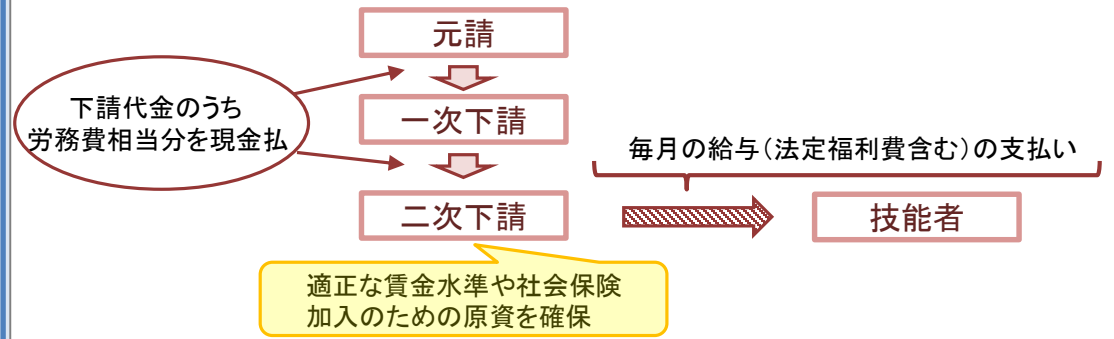 元請
下請代金のうち
労務費相当分を現金払
一次下請
毎月の給与(法定福利費含む)の支払い
二次下請
技能者
適正な賃金水準や社会保険
加入のための原資を確保